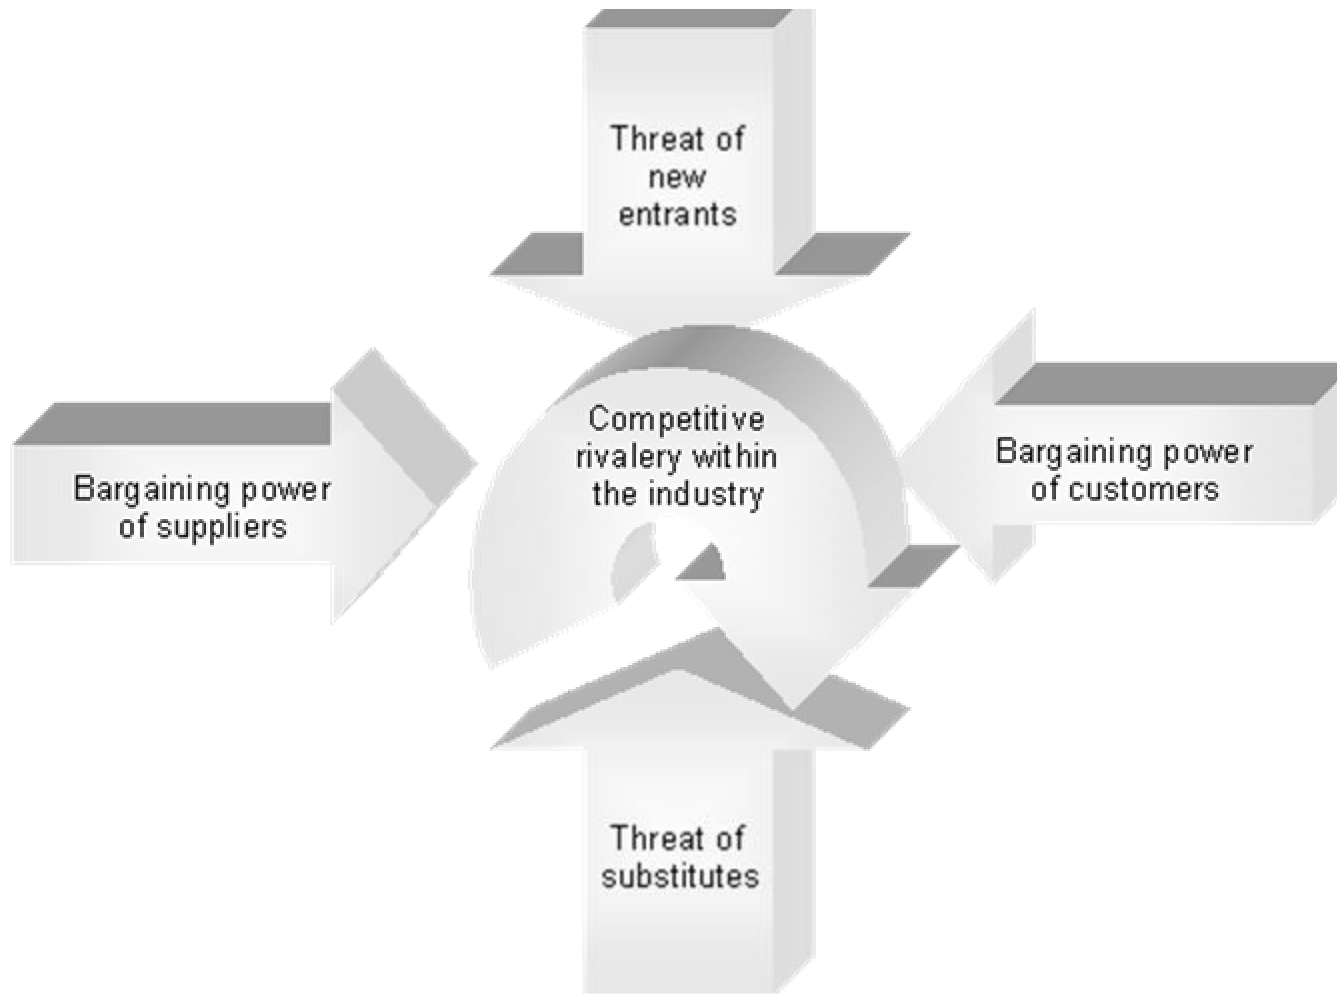 Threat of
new
entrants
Competitive
rivalery within
the industry
Bargaining power
of customers
Bargaining power
of suppliers
Threat of
substitutes